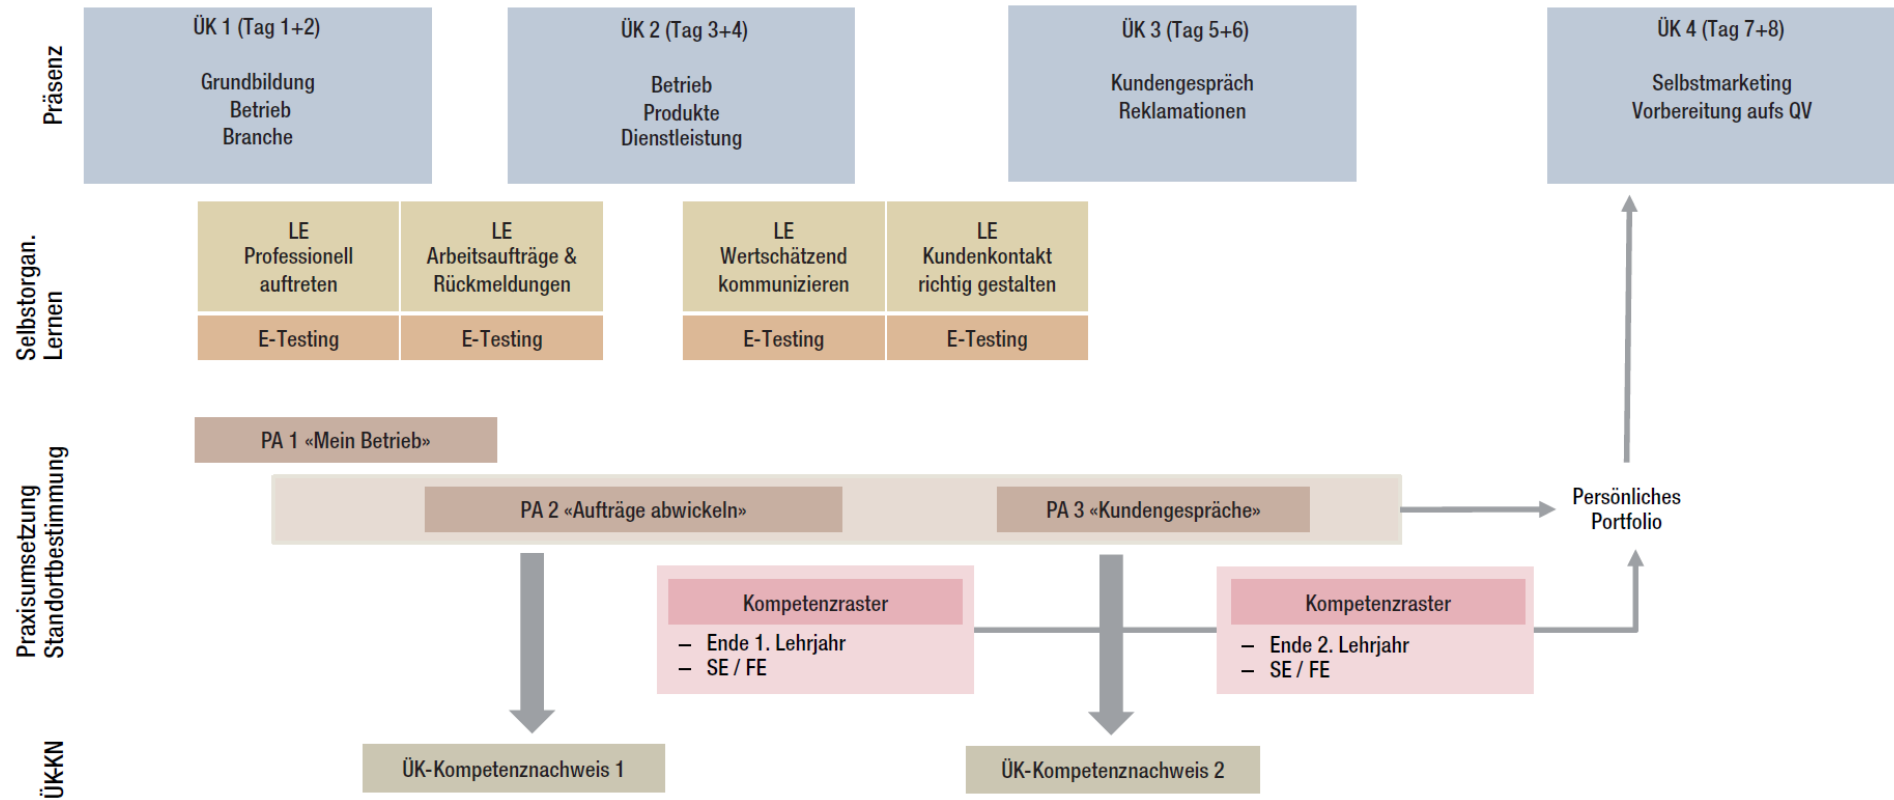 Präsenz
ÜK 1 (Tag 1+2)
Grundbildung
Betrieb
Branche
ÜK 2 (Tag 3+4)
Betrieb
Produkte
Dienstleistung
ÜK 3 (Tag 5+6)
Kundengespräch
Reklamationen
ÜK 4 (Tag 7+8)
Selbstmarketing
Vorbereitung aufs QV
Selbstorgan.
Lernen
LE
Professionell
auftreten
LE
Arbeitsaufträge &
Rückmeldungen
LE
Wertschätzend
kommunizieren
LE
Kundenkontakt
richtig gestalten
E-Testing
E-Testing
E-Testing
E-Testing
Praxisumsetzung
Standortbestimmung
PA 1 «Mein Betrieb»
PA 2 «Aufträge abwickeln»
PA 3 «Kundengespräche»
Persönliches
Portfolio
Kompetenzraster
– Ende 1. Lehrjahr
– SE / FE
Kompetenzraster
– Ende 2. Lehrjahr
– SE / FE
ÜK-KN
ÜK-Kompetenznachweis 1
ÜK-Kompetenznachweis 2